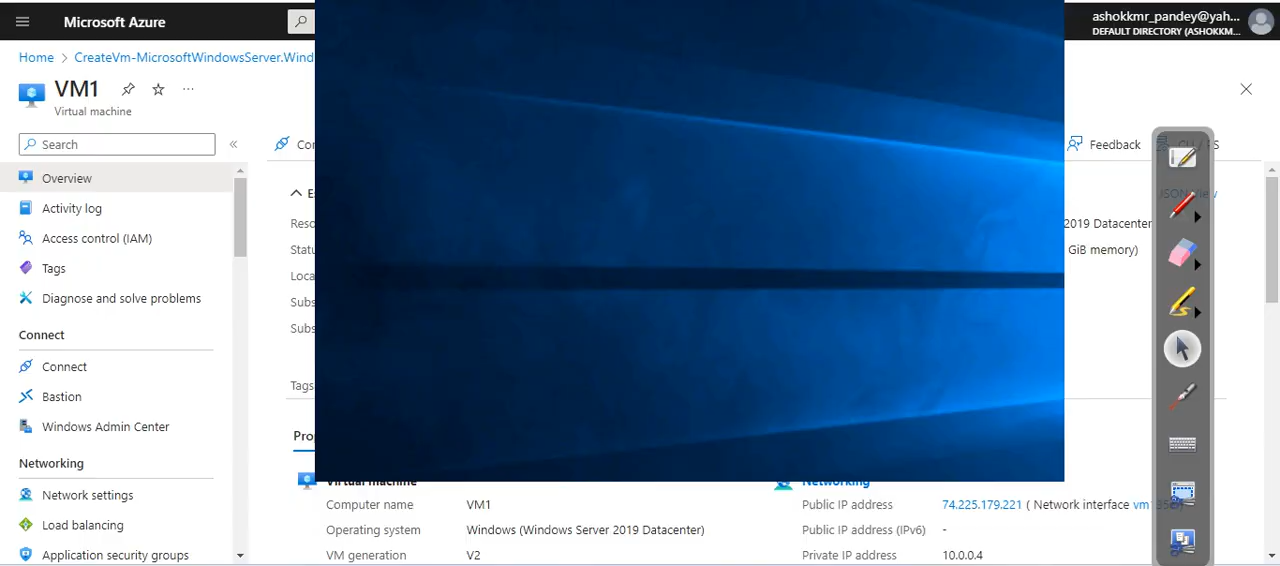 Microsoft Azure
ashokkmr_pandey@yah...
DEFAULT DIRECTORY (ASHOKKM...
Home > CreateVm-MicrosoftWindowsServer.Wind
VM1
Virtual machine
Search
Feedback
Overview
JSON View
Activity log
2019 Datacenter
Access control (IAM)
GiB memory)
Tags
Diagnose and solve problems
Connect
Connect
Tags
Bastion
Windows Admin Center
Networking
Virtual machine
Networking
Network settings
Computer name
VM1
Public IP address
74.225.179.221 ( Network interface
Load balancing
Operating system
Windows (Windows Server 2019 Datacenter)
Public IP address (IPv6)
-
Application security groups
VM generation
V2
Private IP address
10.0.0.4